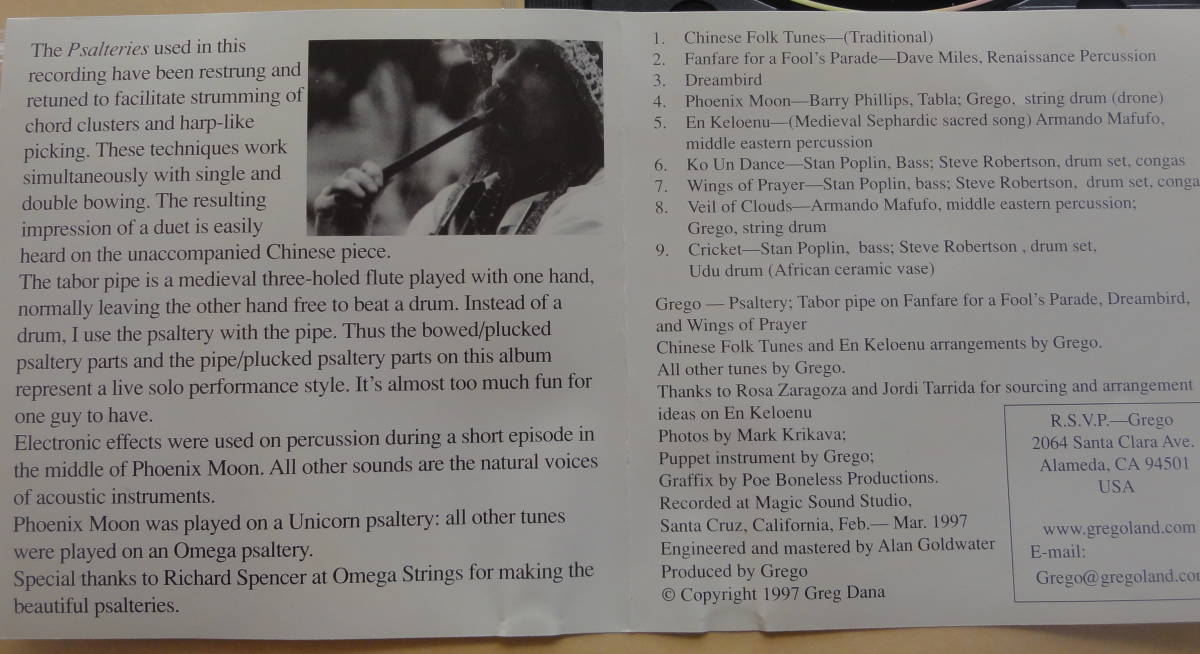 The Psalteries used in this
recording have been restrung and
retuned to facilitate strumming of
chord clusters and harp-like
picking. These techniques work
simultaneously with single and
double bowing. The resulting
impression of a duet is easily
heard on the unaccompanied Chinese piece.
The tabor pipe is a medieval three-holed flute played with one hand,
normally leaving the other hand free to beat a drum. Instead of a
drum, I use the psaltery with the pipe. Thus the bowed/plucked
psaltery parts and the pipe/plucked psaltery parts on this album
represent a live solo performance style. It's almost too much fun for
one guy to have.
Electronic effects were used on percussion during a short episode in
the middle of Phoenix Moon. All other sounds are the natural voices
of acoustic instruments.
Phoenix Moon was played on a Unicorn psaltery: all other tunes
were played on an Omega psaltery.
Special thanks to Richard Spencer at Omega Strings for making the
beautiful psalteries.
1. Chinese Folk Tunes—(Traditional)
2. Fanfare for a Fool's Parade—Dave Miles, Renaissance Percussion
3. Dreambird
4. Phoenix Moon—Barry Phillips, Tabla; Grego, string drum (drone)
5. En Keloenu—(Medieval Sephardic sacred song) Armando Mafufo,
middle eastern percussion
6. Ko Un Dance—Stan Poplin, Bass; Steve Robertson, drum set, congas
7. Wings of Prayer—Stan Poplin, bass; Steve Robertson, drum set, conga
8. Veil of Clouds—Armando Mafufo, middle eastern percussion;
Grego, string drum
9. Cricket—Stan Poplin, bass; Steve Robertson , drum set,
Udu drum (African ceramic vase)
Grego — Psaltery; Tabor pipe on Fanfare for a Fool's Parade, Dreambird,
and Wings of Prayer
Chinese Folk Tunes and En Keloenu arrangements by Grego.
All other tunes by Grego.
Thanks to Rosa Zaragoza and Jordi Tarrida for sourcing and arrangement
ideas on En Keloenu
Photos by Mark Krikava;
Puppet instrument by Grego;
Graffix by Poe Boneless Productions.
Recorded at Magic Sound Studio,
Santa Cruz, California, Feb.— Mar. 1997
Engineered and mastered by Alan Goldwater
Produced by Grego
© Copyright 1997 Greg Dana
R.S.V.P.—Grego
2064 Santa Clara Ave.
Alameda, CA 94501
USA
www.gregoland.com
E-mail:
Grego@gregoland.co